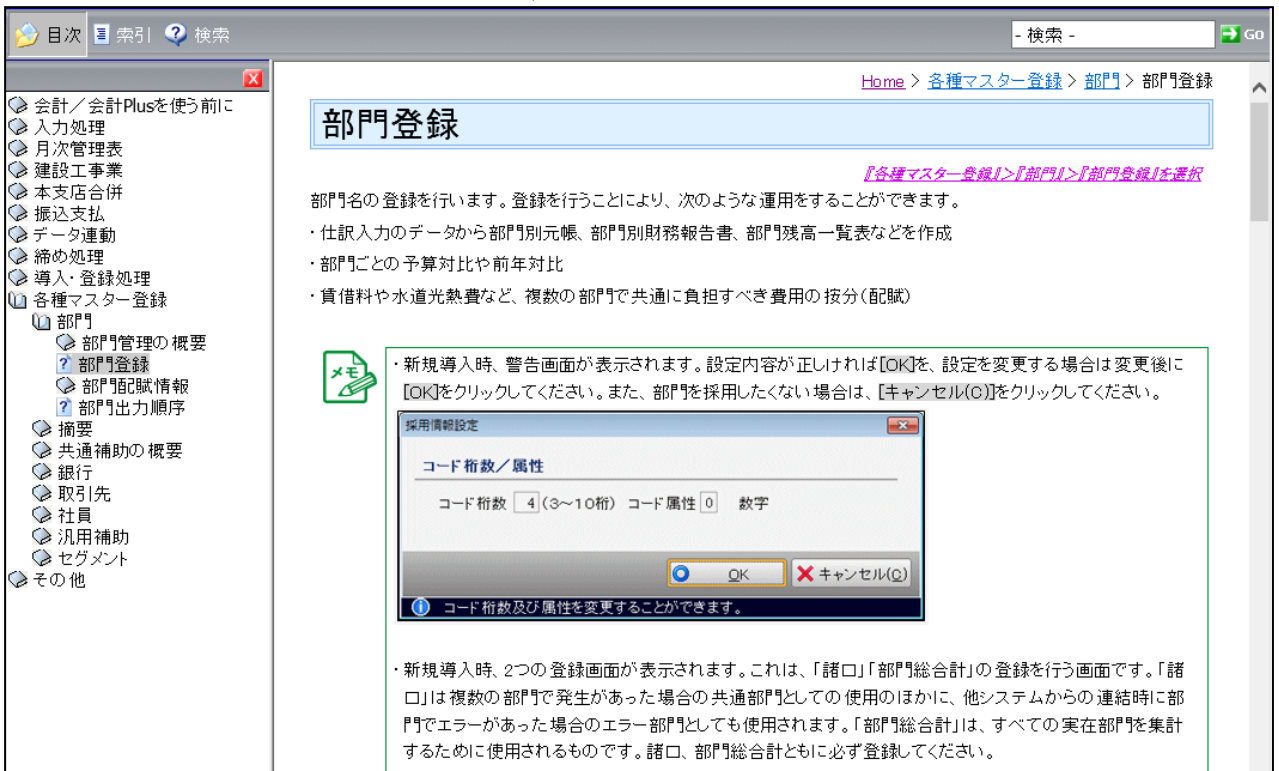 目次 索引 検索 - 検索 - GO
会計／会計Plusを使う前に
入力処理
月次管理表
建設工事業
本支店合併
振込支払
データ連動
締め処理
導入・登録処理
各種マスター登録
部門
部門管理の概要
部門登録
部門配賦情報
部門出力順序
摘要
共通補助の概要
銀行
取引先
社員
汎用補助
セグメント
その他
Home > 各種マスター登録 > 部門 > 部門登録
部門登録
『各種マスター登録』>『部門』>『部門登録』を選択
部門名の登録を行います。登録を行うことにより、次のような運用をすることができます。
・仕訳入力のデータから部門別元帳、部門別財務報告書、部門残高一覧表などを作成
・部門ごとの予算対比や前年対比
・賃借料や水道光熱費など、複数の部門で共通に負担すべき費用の按分(配賦)
メモ
・新規導入時、警告画面が表示されます。設定内容が正しければ[OK]を、設定を変更する場合は変更後に
[OK]をクリックしてください。また、部門を採用したくない場合は、[キャンセル(C)]をクリックしてください。
採用情報設定
コード桁数／属性
コード桁数 4 (3～10桁) コード属性 0 数字
OK キャンセル(C)
コード桁数及び属性を変更することができます。
・新規導入時、2つの登録画面が表示されます。これは、「諸口」「部門総合計」の登録を行う画面です。「諸
口」は複数の部門で発生があった場合の共通部門としての使用のほかに、他システムからの連結時に部
門でエラーがあった場合のエラー部門としても使用されます。「部門総合計」は、すべての実在部門を集計
するために使用されるものです。諸口、部門総合計ともに必ず登録してください。